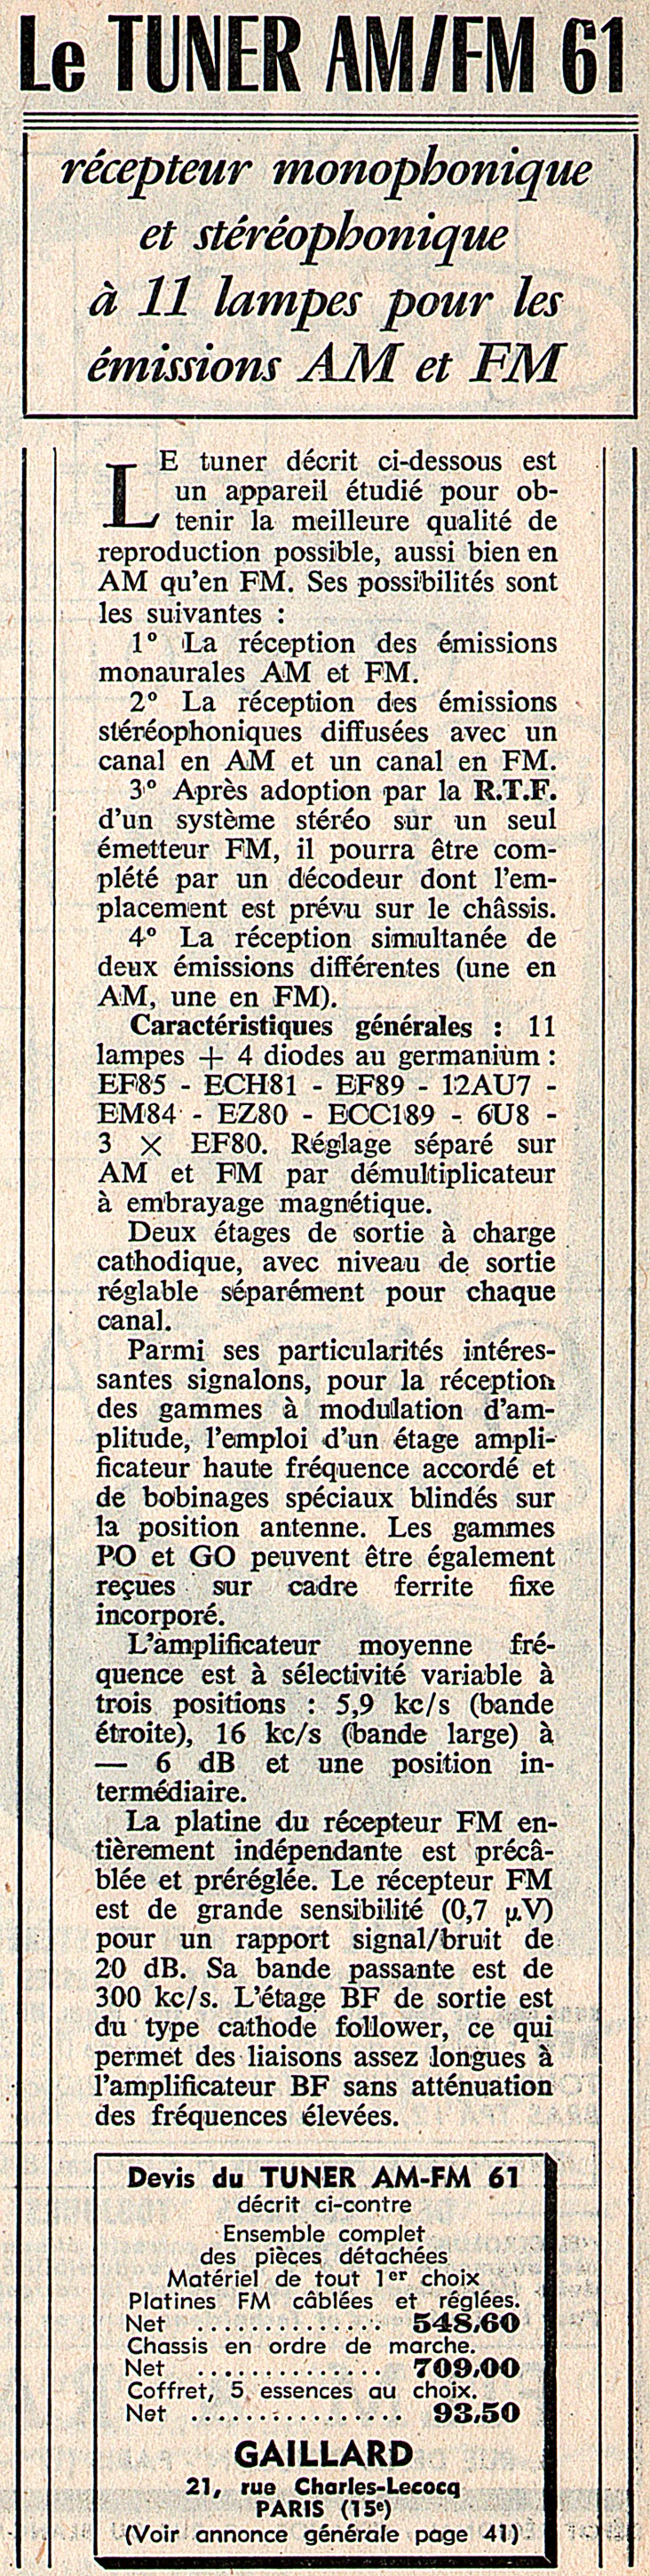 Le TUNER AM/FM 61
récepteur monophonique
et stéréophonique
à 11 lampes pour les
émissions AM et FM
LE tuner décrit ci-dessous est
un appareil étudié pour ob-
tenir la meilleure qualité de
reproduction possible, aussi bien en
AM qu'en FM. Ses possibilités sont
les suivantes :
1° La réception des émissions
monaurales AM et FM.
2° La réception des émissions
stéréophoniques diffusées avec un
canal en AM et un canal en FM.
3° Après adoption par la R.T.F.
d'un système stéréo sur un seul
émetteur FM, il pourra être com-
plété par un décodeur dont l'em-
placement est prévu sur le châssis.
4° La réception simultanée de
deux émissions différentes (une en
AM, une en FM).
Caractéristiques générales : 11
lampes + 4 diodes au germanium :
EF85 - ECH81 - EF89 - 12AU7 -
EM84 - EZ80 - ECC189 - 6U8 -
3 × EF80. Réglage séparé sur
AM et FM par démultiplicateur
à embrayage magnétique.
Deux étages de sortie à charge
cathodique, avec niveau de sortie
réglable séparément pour chaque
canal.
Parmi ses particularités intéres-
santes signalons, pour la réception
des gammes à modulation d'am-
plitude, l'emploi d'un étage ampli-
ficateur haute fréquence accordé et
de bobinages spéciaux blindés sur
la position antenne. Les gammes
PO et GO peuvent être également
reçues sur cadre ferrite fixe
incorporé.
L'amplificateur moyenne fré-
quence est à sélectivité variable à
trois positions : 5,9 kc/s (bande
étroite), 16 kc/s (bande large) à
— 6 dB et une position in-
termédiaire.
La platine du récepteur FM en-
tièrement indépendante est précâ-
blée et préréglée. Le récepteur FM
est de grande sensibilité (0,7 µV)
pour un rapport signal/bruit de
20 dB. Sa bande passante est de
300 kc/s. L'étage BF de sortie est
du type cathode follower, ce qui
permet des liaisons assez longues à
l'amplificateur BF sans atténuation
des fréquences élevées.
Devis du TUNER AM-FM 61
décrit ci-contre
Ensemble complet
des pièces détachées
Matériel de tout 1er choix
Platines FM câblées et réglées.
Net .............. 548,60
Chassis en ordre de marche.
Net .............. 709,00
Coffret, 5 essences au choix.
Net ................ 93,50
GAILLARD
21, rue Charles-Lecocq
PARIS (15e)
(Voir annonce générale page 41)